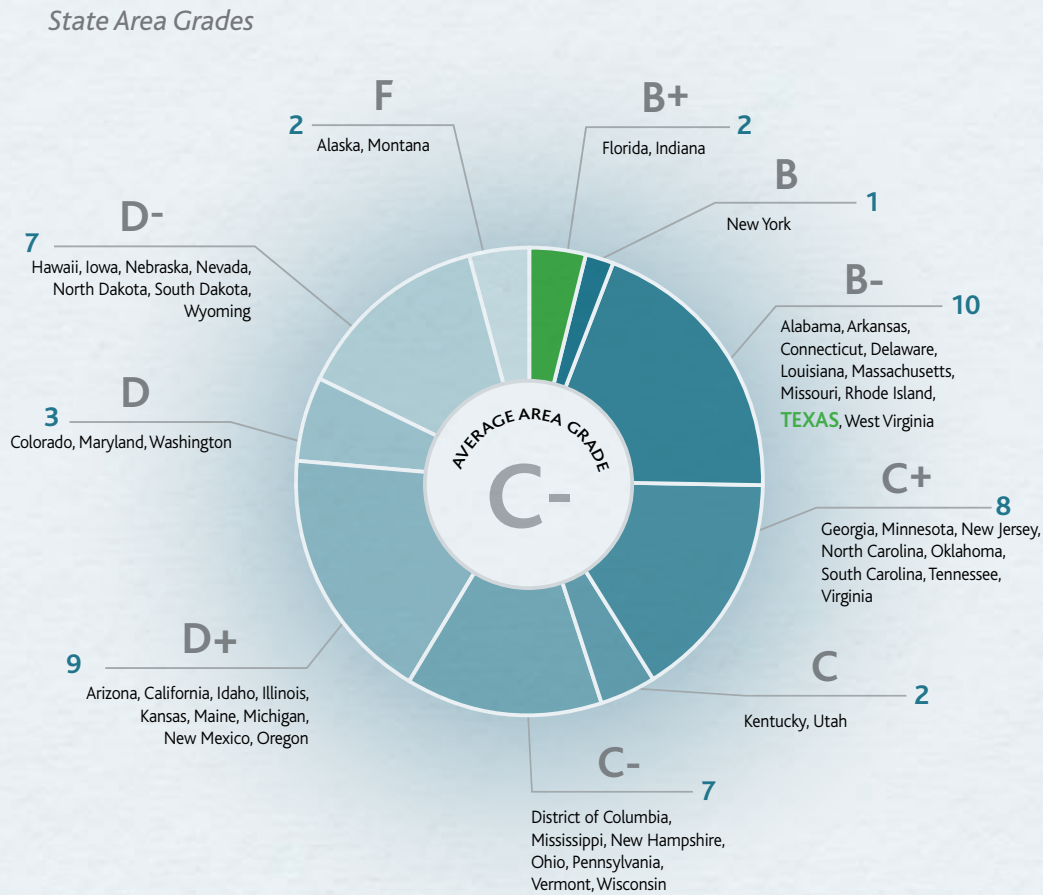 State Area Grades
F
2
Alaska, Montana
B+
2
Florida, Indiana
B
1
New York
B-
10
Alabama, Arkansas,
Connecticut, Delaware,
Louisiana, Massachusetts,
Missouri, Rhode Island,
TEXAS, West Virginia
C+
8
Georgia, Minnesota, New Jersey,
North Carolina, Oklahoma,
South Carolina, Tennessee,
Virginia
C
2
Kentucky, Utah
C-
7
District of Columbia,
Mississippi, New Hampshire,
Ohio, Pennsylvania,
Vermont, Wisconsin
D+
9
Arizona, California, Idaho, Illinois,
Kansas, Maine, Michigan,
New Mexico, Oregon
D
3
Colorado, Maryland, Washington
D-
7
Hawaii, Iowa, Nebraska, Nevada,
North Dakota, South Dakota,
Wyoming
AVERAGE AREA GRADE
C-